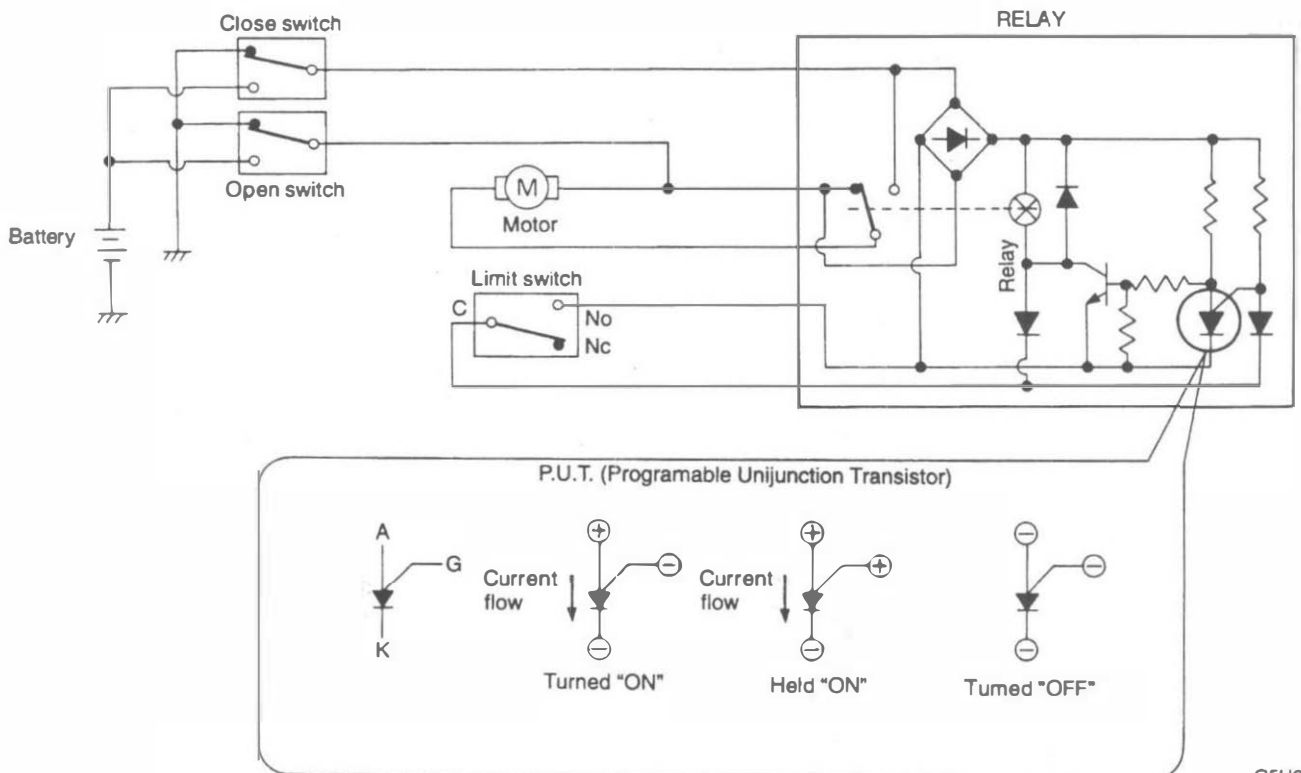 Close switch
RELAY
Open switch
Battery
M
Motor
Limit switch
C
No
Nc
Relay
P.U.T. (Programable Unijunction Transistor)
A
G
K
Current
flow
+
−
−
Turned "ON"
Current
flow
+
+
−
Held "ON"
−
−
−
Turned "OFF"